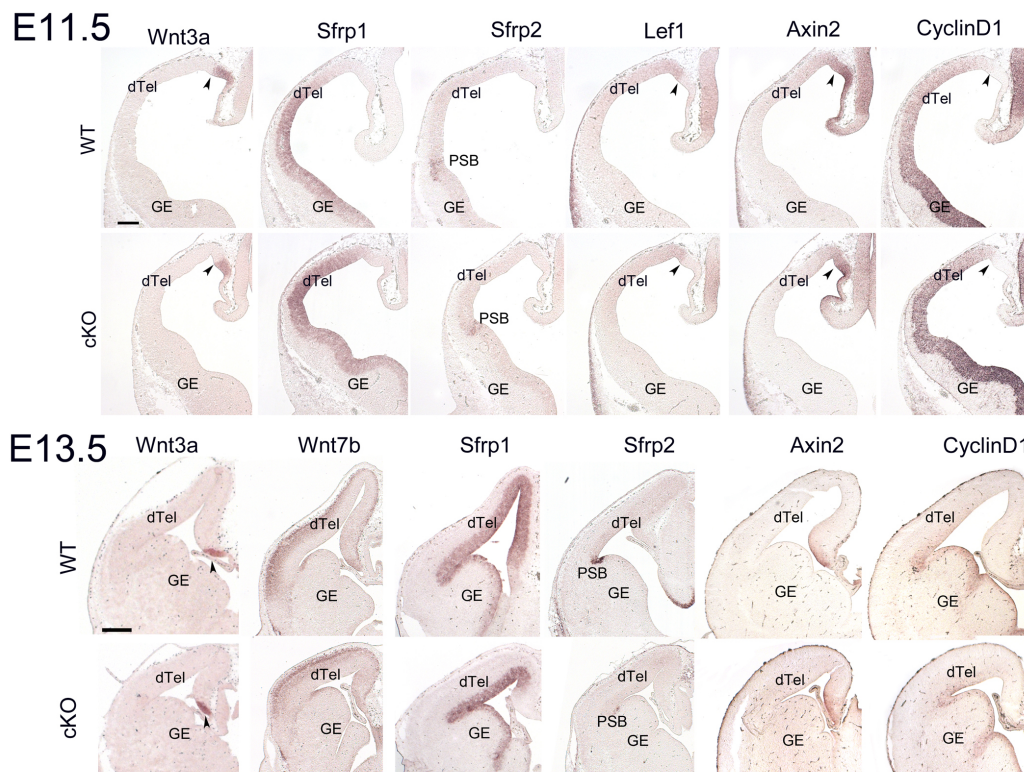 E11.5
Wnt3a Sfrp1 Sfrp2 Lef1 Axin2 CyclinD1
WT
dTel dTel dTel dTel dTel dTel
PSB
GE GE GE GE GE GE
cKO
dTel dTel dTel dTel dTel dTel
PSB
GE GE GE GE GE GE
E13.5
Wnt3a Wnt7b Sfrp1 Sfrp2 Axin2 CyclinD1
WT
dTel dTel dTel dTel dTel dTel
PSB
GE GE GE GE GE GE
cKO
dTel dTel dTel dTel dTel dTel
PSB
GE GE GE GE GE GE